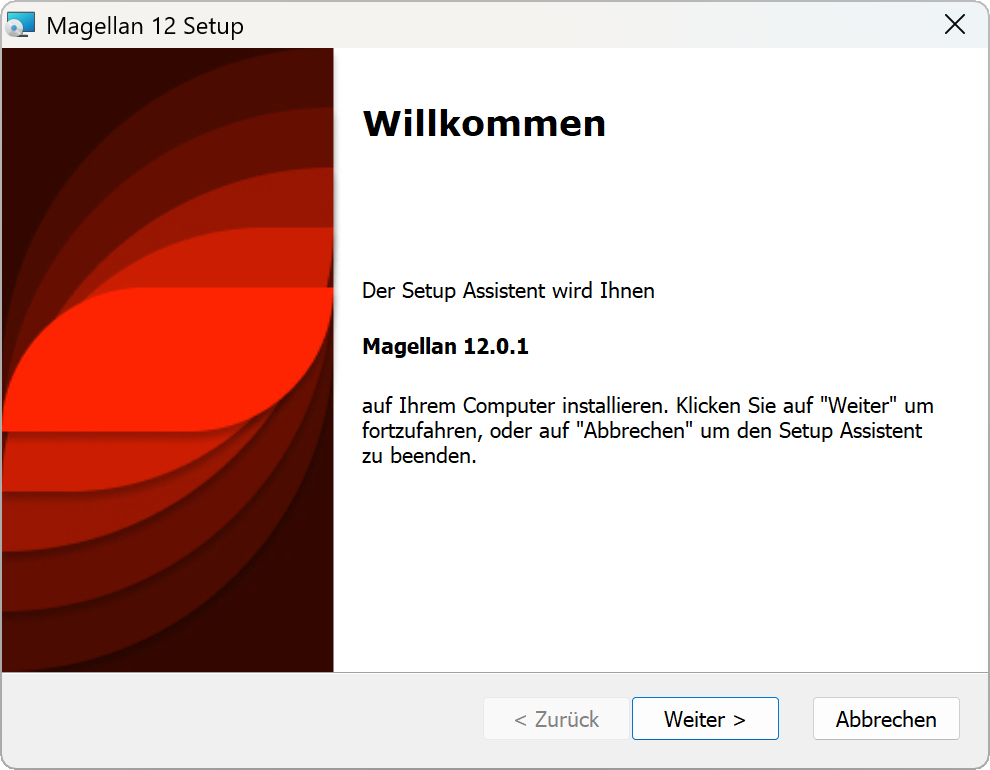 Magellan 12 Setup
Willkommen
Der Setup Assistent wird Ihnen
Magellan 12.0.1
auf Ihrem Computer installieren. Klicken Sie auf "Weiter" um
fortzufahren, oder auf "Abbrechen" um den Setup Assistent
zu beenden.
< Zurück
Weiter >
Abbrechen